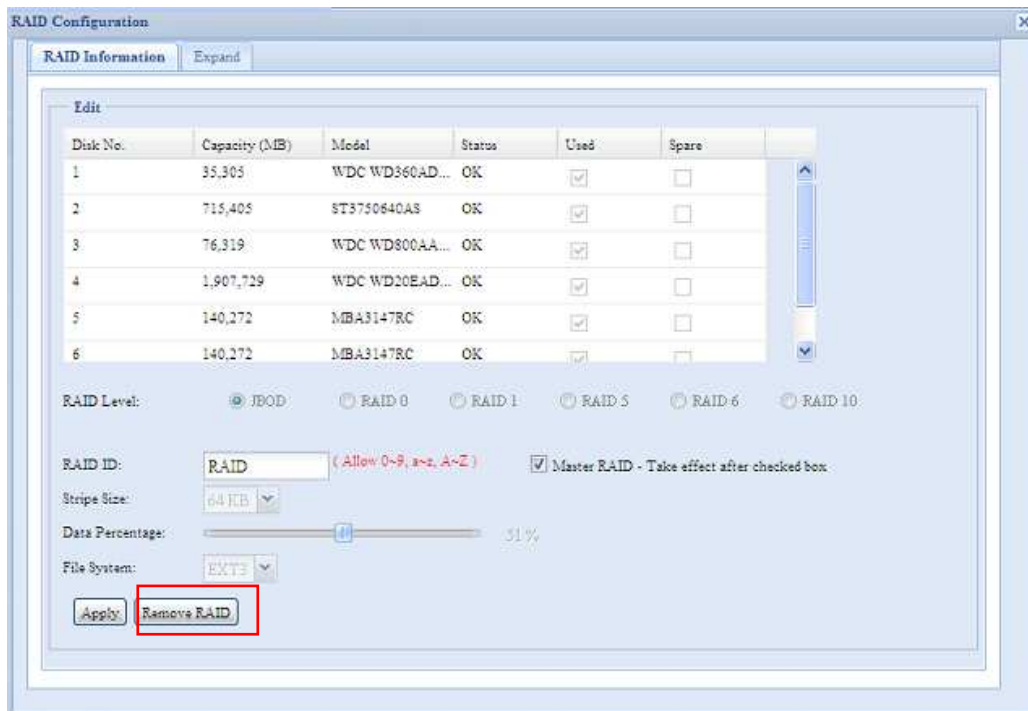 RAID Configuration
RAID Information Expand
Edit
Disk No. Capacity (MB) Model Status Used Spare
1 35,305 WDC WD360AD... OK
2 715,405 ST3750640AS OK
3 76,319 WDC WD800AA... OK
4 1,907,729 WDC WD20EAD... OK
5 140,272 MBA3147RC OK
6 140,272 MBA3147RC OK
RAID Level: JBOD RAID 0 RAID 1 RAID 5 RAID 6 RAID 10
RAID ID: RAID ( Allow 0~9, a~z, A~Z ) Master RAID - Take effect after checked box
Stripe Size: 64 KB
Data Percentage: 51 %
File System: EXT3
Apply Remove RAID